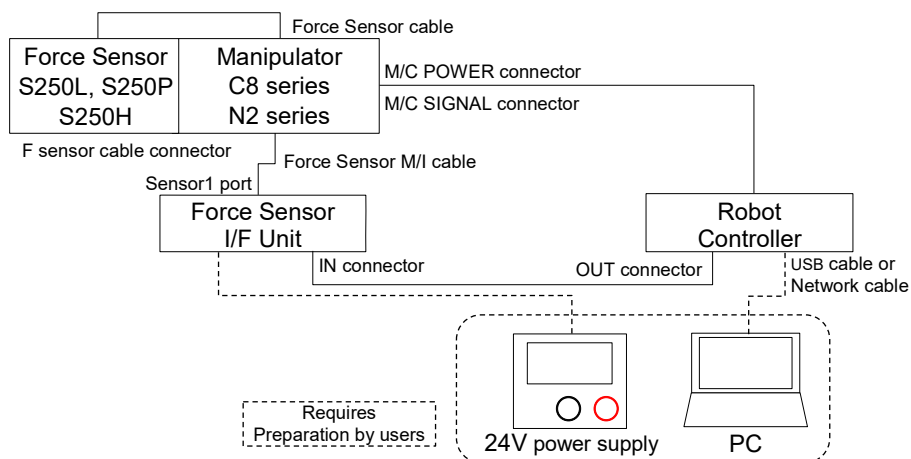 Force Sensor cable
Force Sensor
S250L, S250P
S250H
Manipulator
C8 series
N2 series
M/C POWER connector
M/C SIGNAL connector
F sensor cable connector
Force Sensor M/I cable
Sensor1 port
Force Sensor
I/F Unit
Robot
Controller
IN connector
OUT connector
USB cable or
Network cable
Requires
Preparation by users
24V power supply
PC